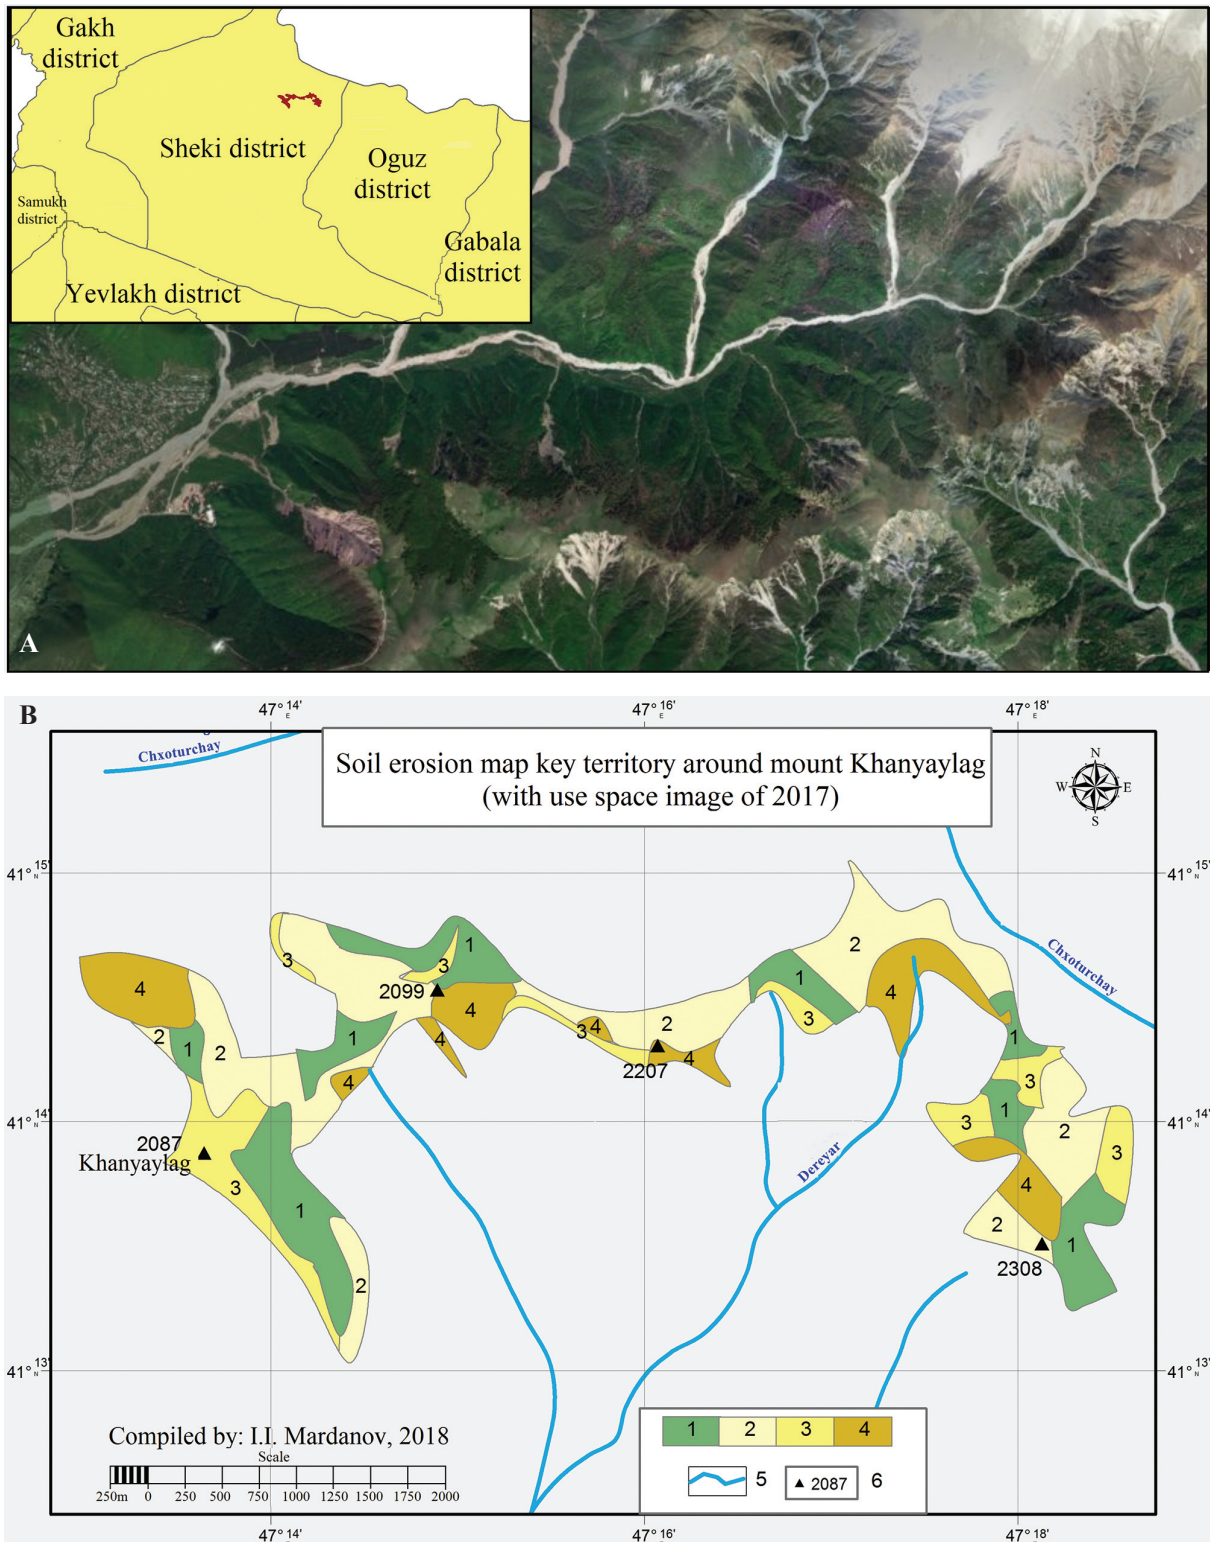 Gakh
district
Sheki district
Oguz
district
Samukh
district
Gabala
district
Yevlakh district
A
B
47° 14' E
47° 16' E
47° 18' E
Chxoturchay
Soil erosion map key territory around mount Khanyaylag
(with use space image of 2017)
N
W E
S
41° 15' N
41° 15' N
2
1
3
3
Chxoturchay
4
2099
4
1
4
3
2
1
2
1
4
3
4
2
4
2207
1
3
4
41° 14' N
41° 14' N
1
3
2
3
2087
Khanyaylag
Dereyar
3
1
4
2
1
2308
2
41° 13' N
41° 13' N
1 2 3 4
5
2087
6
Compiled by: I.I. Mardanov, 2018
Scale
250m 0 250 500 750 1000 1250 1500 1750 2000
47° 14' E
47° 16' E
47° 18' E